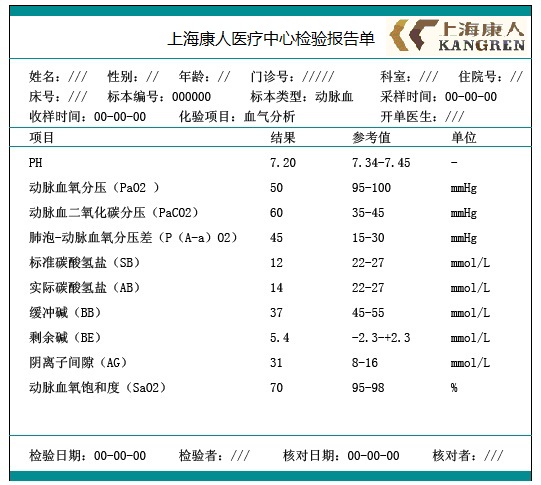 上海康人医疗中心检验报告单
上海康人
KANGREN
姓名：/// 性别：// 年龄：// 门诊号：///// 科室：/// 住院号：//
床号：/// 标本编号：000000 标本类型：动脉血 采样时间：00-00-00
收样时间：00-00-00 化验项目：血气分析 开单医生：///
项目 结果 参考值 单位
PH 7.20 7.34-7.45 -
动脉血氧分压（PaO2 ） 50 95-100 mmHg
动脉血二氧化碳分压（PaCO2） 60 35-45 mmHg
肺泡-动脉血氧分压差（P（A-a）O2） 45 15-30 mmHg
标准碳酸氢盐（SB） 12 22-27 mmol/L
实际碳酸氢盐（AB） 14 22-27 mmol/L
缓冲碱（BB） 37 45-55 mmol/L
剩余碱（BE） 5.4 -2.3-+2.3 mmol/L
阴离子间隙（AG） 31 8-16 mmol/L
动脉血氧饱和度（SaO2） 70 95-98 %
检验日期：00-00-00 检验者：/// 核对日期：00-00-00 核对者：///